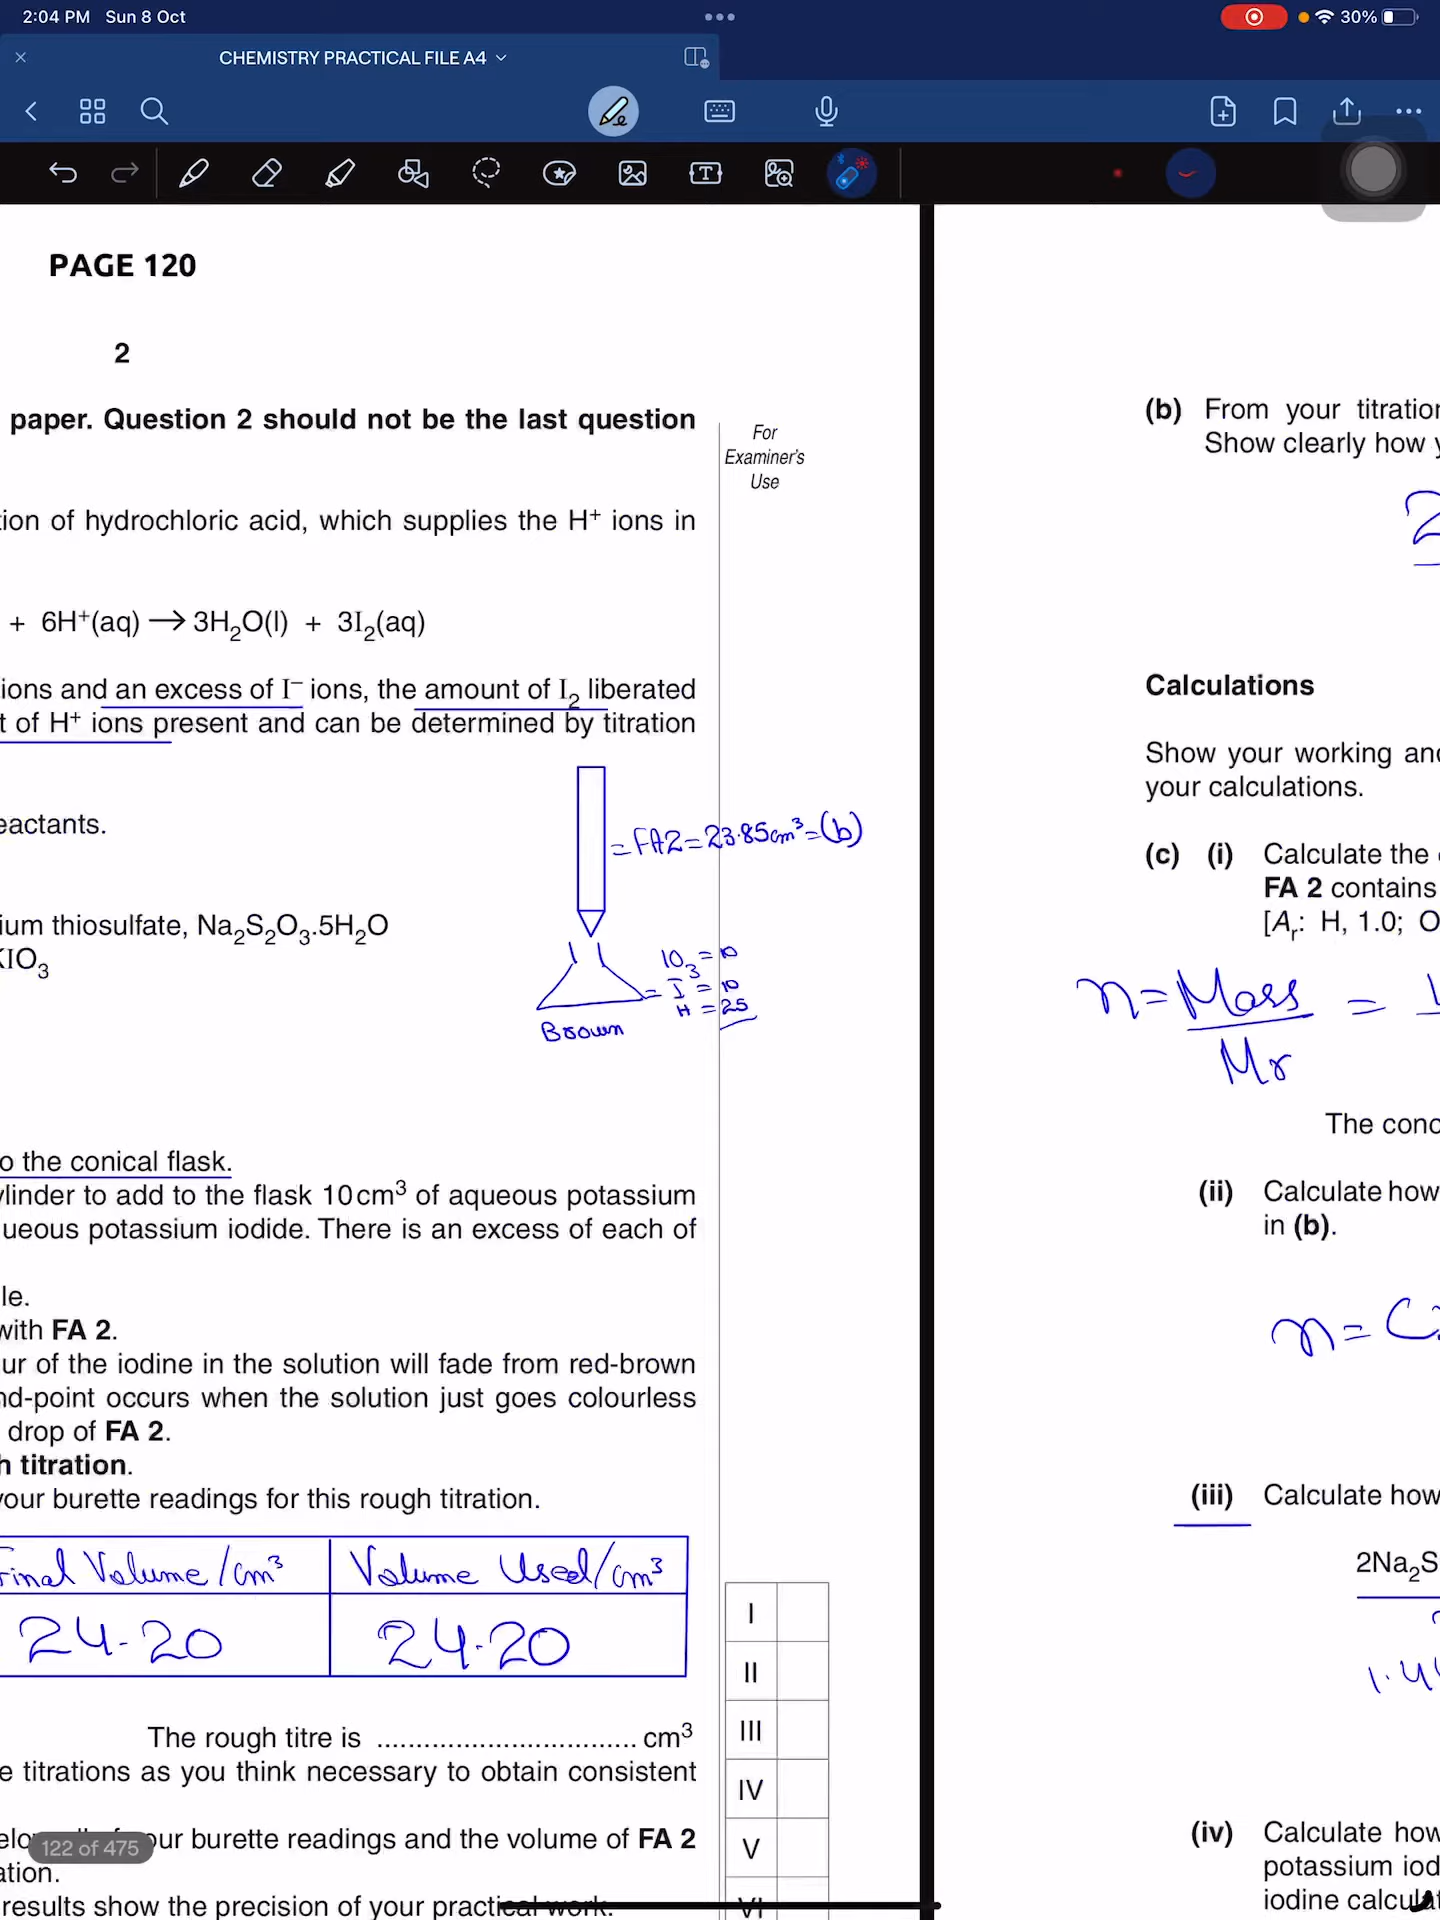 2:04 PM Sun 8 Oct
30%
CHEMISTRY PRACTICAL FILE A4
PAGE 120
2
paper. Question 2 should not be the last question
For
Examiner's
Use
tion of hydrochloric acid, which supplies the H⁺ ions in
+ 6H⁺(aq) → 3H₂O(l) + 3I₂(aq)
ions and an excess of I⁻ ions, the amount of I₂ liberated
t of H⁺ ions present and can be determined by titration
= FA2 = 23.85cm³ = (b)
eactants.
ium thiosulfate, Na₂S₂O₃.5H₂O
KIO₃
IO₃ = 10
= I = 10
H = 25
Brown
o the conical flask.
ylinder to add to the flask 10cm³ of aqueous potassium
ueous potassium iodide. There is an excess of each of
le.
with FA 2.
ur of the iodine in the solution will fade from red-brown
nd-point occurs when the solution just goes colourless
drop of FA 2.
h titration.
your burette readings for this rough titration.
Final Volume /cm³ Volume Used/cm³
24.20 24.20
The rough titre is ................................ cm³
e titrations as you think necessary to obtain consistent
our burette readings and the volume of FA 2
ation.
results show the precision of your practical work.
122 of 475
I
II
III
IV
V
VI
(b) From your titration
Show clearly how y
2
Calculations
Show your working and
your calculations.
(c) (i) Calculate the
FA 2 contains
[Aᵣ: H, 1.0; O
n = Mass / Mr = 1
The conc
(ii) Calculate how
in (b).
n = C
(iii) Calculate how
2Na₂S
1.44
(iv) Calculate how
potassium iod
iodine calculat